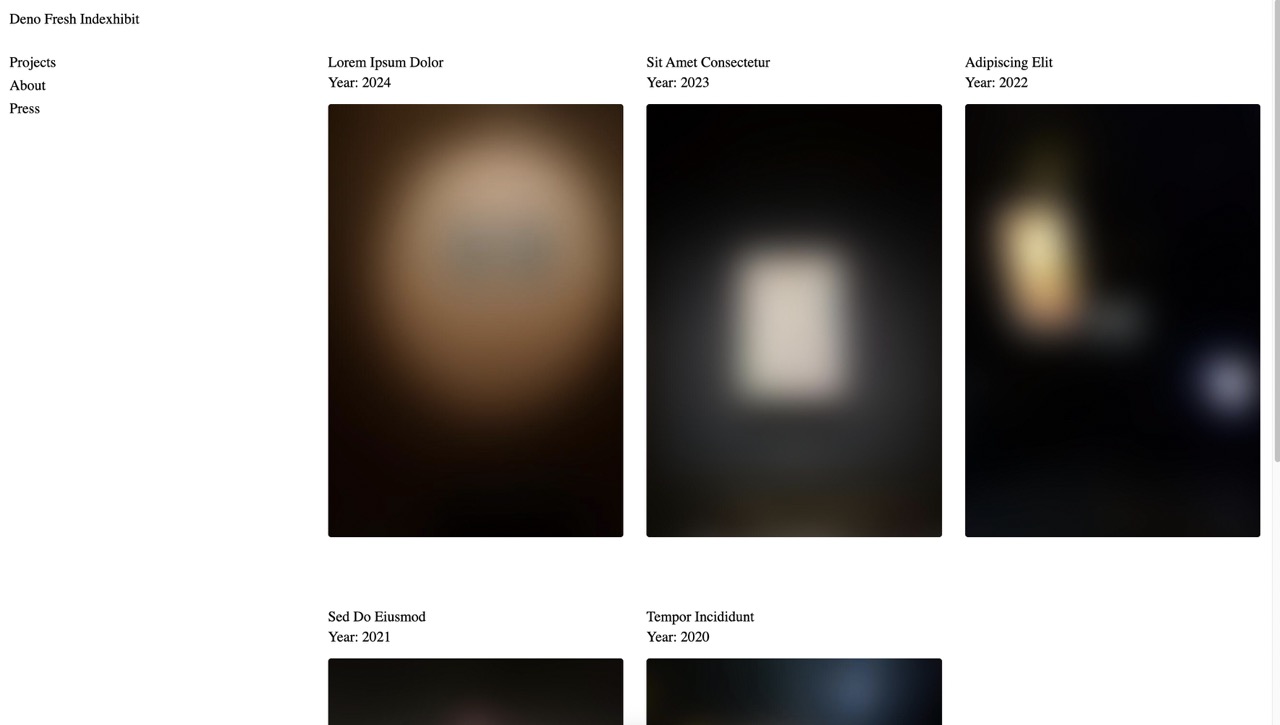 Deno Fresh Indexhibit
Projects
About
Press
Lorem Ipsum Dolor
Year: 2024
Sit Amet Consectetur
Year: 2023
Adipiscing Elit
Year: 2022
Sed Do Eiusmod
Year: 2021
Tempor Incididunt
Year: 2020